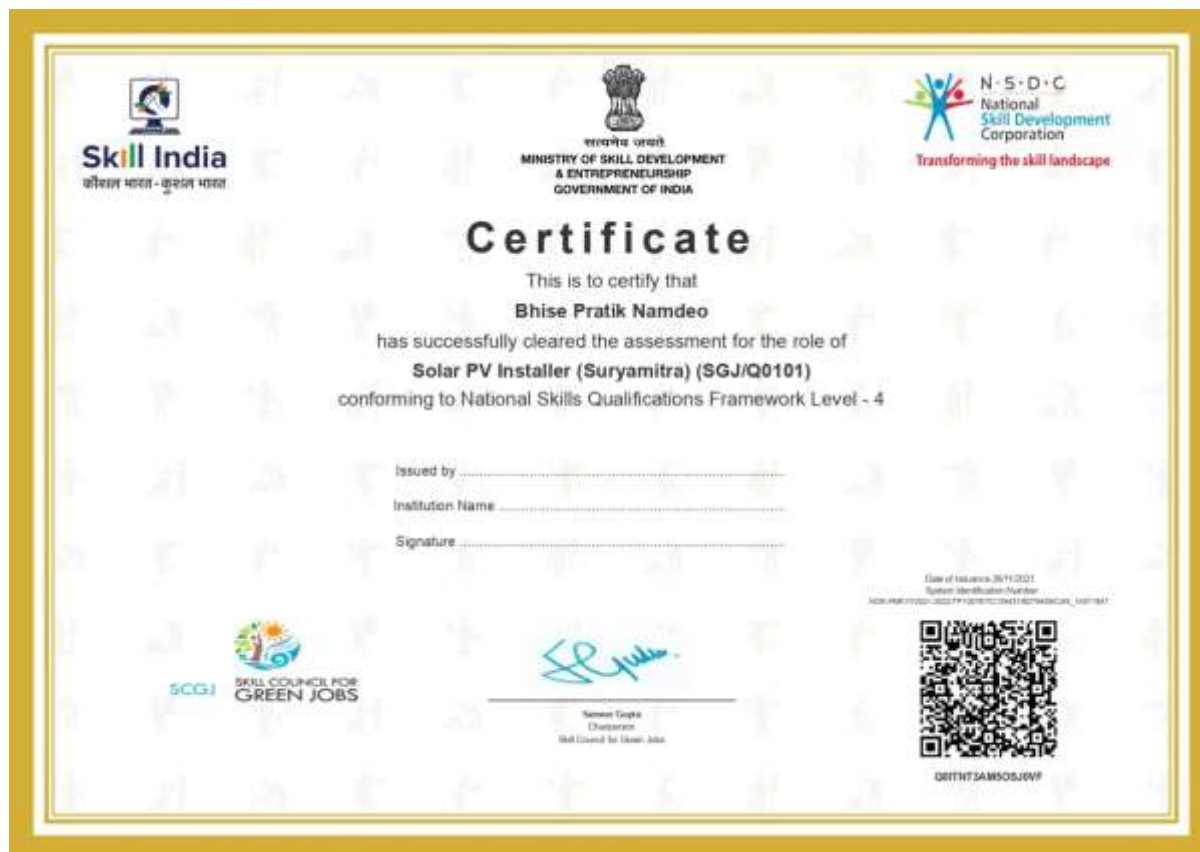 Skill India
कौशल भारत - कुशल भारत
सत्यमेव जयते
MINISTRY OF SKILL DEVELOPMENT
& ENTREPRENEURSHIP
GOVERNMENT OF INDIA
N·S·D·C
National
Skill Development
Corporation
Transforming the skill landscape
Certificate
This is to certify that
Bhise Pratik Namdeo
has successfully cleared the assessment for the role of
Solar PV Installer (Suryamitra) (SGJ/Q0101)
conforming to National Skills Qualifications Framework Level - 4
Issued by
Institution Name
Signature
Date of Issuance
System Identification Number
SCGJ
SKILL COUNCIL FOR
GREEN JOBS
Gupta
Chairperson
Skill Council for Green Jobs